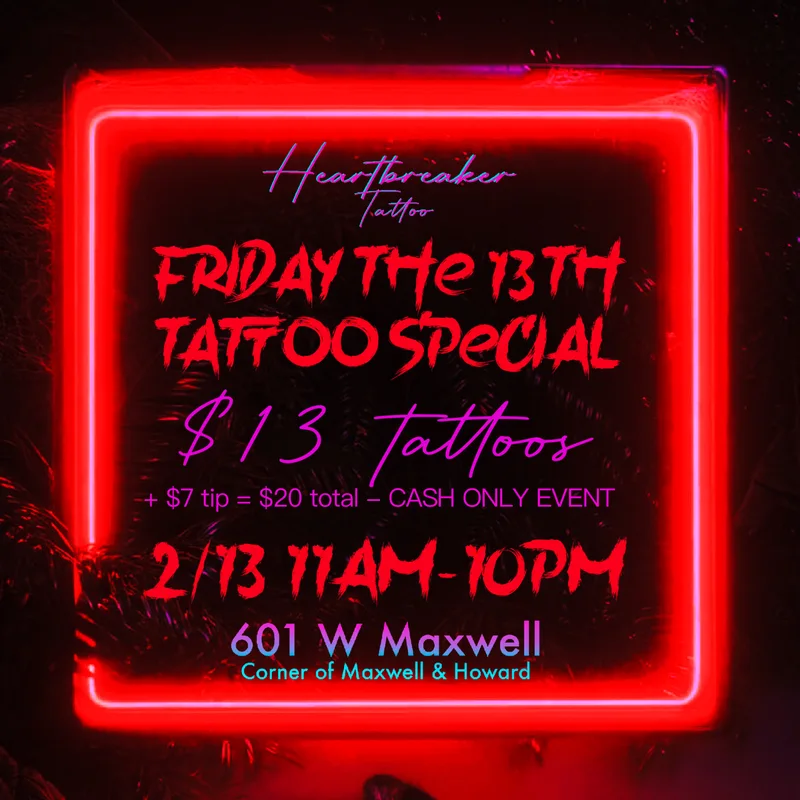 Heartbreaker
Tattoo
FRIDAY THe 13TH
TATTOO SPeCIAL
$13 tattoos
+ $7 tip = $20 total – CASH ONLY EVENT
2/13 11AM-10PM
601 W Maxwell
Corner of Maxwell & Howard